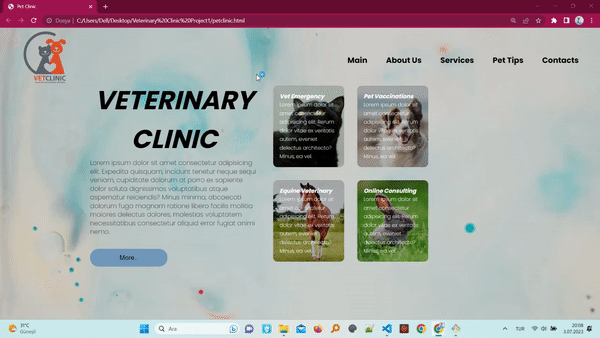 Pet Clinic
Dosya | C:/Users/Dell/Desktop/Veterinary%20Clinic%20Project1/petclinic.html
VETCLINIC
Main
About Us
Services
Pet Tips
Contacts
VETERINARY
CLINIC
Lorem ipsum dolor sit amet consectetur adipisicing
elit. Expedita quisquam, incidunt tenetur neque sequi
veniam, cupiditate dolorum at porro ex sapiente
dolor soluta dignissimos voluptatibus atque
aspernatur reiciendis? Minus minima, obcaecati
dolorum fuga magnam ratione libero facilis mollitia
maiores delectus dolores, molestias voluptatem
necessitatibus consectetur aliquid error fugiat animi
nemo.
More...
Pet Emergency
Lorem ipsum dolor
sit amet consectetur
adipisicing elit. Rerum
dolor vitae ex veritatis
autem, eveniet
delectus architecto?
Minus, ea vel.
Pet Vaccinations
Lorem ipsum dolor
sit amet consectetur
adipisicing elit. Rerum
dolor vitae ex veritatis
autem, eveniet
delectus architecto?
Minus, ea vel.
Equine Veterinary
Lorem ipsum dolor
sit amet consectetur
adipisicing elit. Rerum
dolor vitae ex veritatis
autem, eveniet
delectus architecto?
Minus, ea vel.
Online Consulting
Lorem ipsum dolor
sit amet consectetur
adipisicing elit. Rerum
dolor vitae ex veritatis
autem, eveniet
delectus architecto?
Minus, ea vel.
31°C
Güneşli
Ara
TUR
20:08
3.07.2023